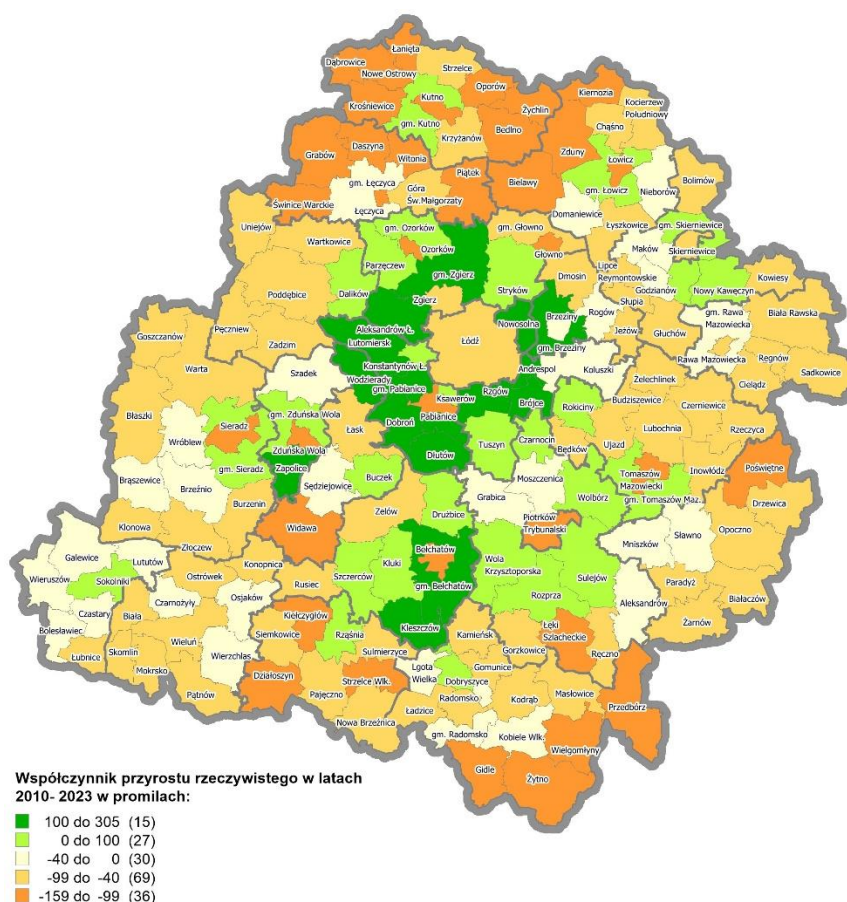 Łanięta
Dąbrowice
Strzelce
Nowe Ostrowy
Oporów
Kutno
Kiernozia
Krośniewice
Żychlin
Kocierzew
Południowy
gm. Kutno
Chąśno
Bedlno
Krzyżanów
Daszyna
Zduny
Grabów
Witonia
Łowicz
Piątek
Bolimów
gm. Łęczyca
Bielawy
Góra
Św.Małgorzaty
gm. Łowicz
Nieborów
Świnice Warckie
Łęczyca
Domaniewice
Uniejów
gm. Ozorków
gm. Głowno
Łyszkowice
gm. Skierniewice
Wartkowice
Maków
Skierniewice
Ozorków
Głowno
Parzęczew
Lipce
Reymontowskie
Kowiesy
gm. Zgierz
Dmosin
Godzianów
Nowy Kawęczyn
Dalików
Stryków
Poddębice
Zgierz
Słupia
Brzeziny
Rogów
gm. Rawa
Mazowiecka
Biała Rawska
Pęczniew
Aleksandrów Ł.
Nowosolna
Jeżów
Głuchów
Goszczanów
Lutomiersk
Łódź
gm. Brzeziny
Zadzim
Rawa Mazowiecka
Regnów
Konstantynów Ł.
Andrespol
Koluszki
Sadkowice
Warta
Szadek
Wodzierady
Żelechlinek
Cielądz
gm. Pabianice
Rzgów
Budziszewice
Ksawerów
Brójce
Czerniewice
Błaszki
gm. Zduńska Wola
Pabianice
Rokiciny
Sieradz
Łask
Dobroń
Lubochnia
Rzeczyca
Wróblew
Zduńska Wola
Tuszyn
Czarnocin
Ujazd
Dłutów
Będków
Zapolice
Poświętne
gm. Sieradz
Buczek
Moszczenica
Tomaszów
Mazowiecki
Inowłódz
Brąszewice
Brzeźnio
Sędziejowice
Grabica
Wolbórz
gm. Tomaszów Maz.
Burzenin
Zelów
Drużbice
Piotrków
Trybunalski
Drzewica
Klonowa
Widawa
Opoczno
Złoczew
Bełchatów
Wola
Krzysztoporska
Mniszków
Sławno
Galewice
Lututów
Konopnica
Kluki
Sulejów
Szczerców
gm. Bełchatów
Wieruszów
Sokolniki
Ostrówek
Rusiec
Rozprza
Paradyż
Białaczów
Czastary
Czarnożyły
Osjaków
Kiełczygłów
Aleksandrów
Bolesławiec
Biała
Kleszczów
Łęki
Szlacheckie
Żarnów
Siemkowice
Rząśnia
Kamieńsk
Wieluń
Sulmierzyce
Gorzkowice
Ręczno
Łubnice
Skomlin
Wierzchlas
Mokrsko
Działoszyn
Lgota
Wielka
Gomunice
Pajęczno
Strzelce Wlk.
Dobryszyce
Masłowice
Pątnów
Radomsko
Kodrąb
Przedbórz
Ładzice
Nowa Brzeźnica
gm. Radomsko
Kobiele Wlk.
Wielgomłyny
Gidle
Żytno
Współczynnik przyrostu rzeczywistego w latach
2010- 2023 w promilach:
100 do 305 (15)
0 do 100 (27)
-40 do 0 (30)
-99 do -40 (69)
-159 do -99 (36)